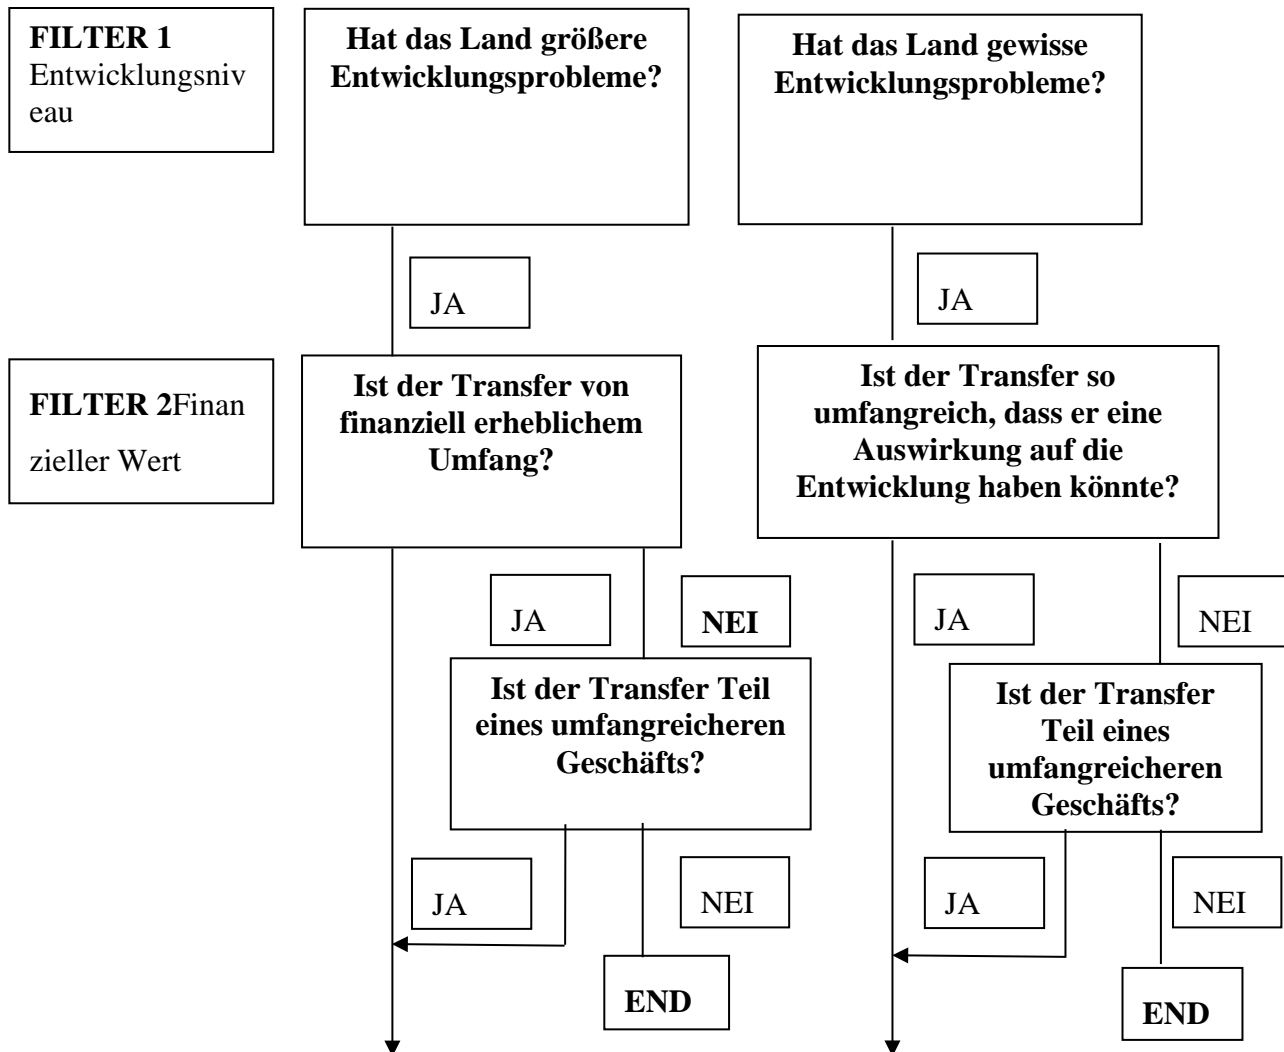 FILTER 1
Entwicklungsniv
eau
Hat das Land größere
Entwicklungsprobleme?
Hat das Land gewisse
Entwicklungsprobleme?
JA
JA
FILTER 2Finan
zieller Wert
Ist der Transfer von
finanziell erheblichem
Umfang?
Ist der Transfer so
umfangreich, dass er eine
Auswirkung auf die
Entwicklung haben könnte?
JA
NEI
JA
NEI
Ist der Transfer Teil
eines umfangreicheren
Geschäfts?
Ist der Transfer
Teil eines
umfangreicheren
Geschäfts?
JA
NEI
JA
NEI
END
END